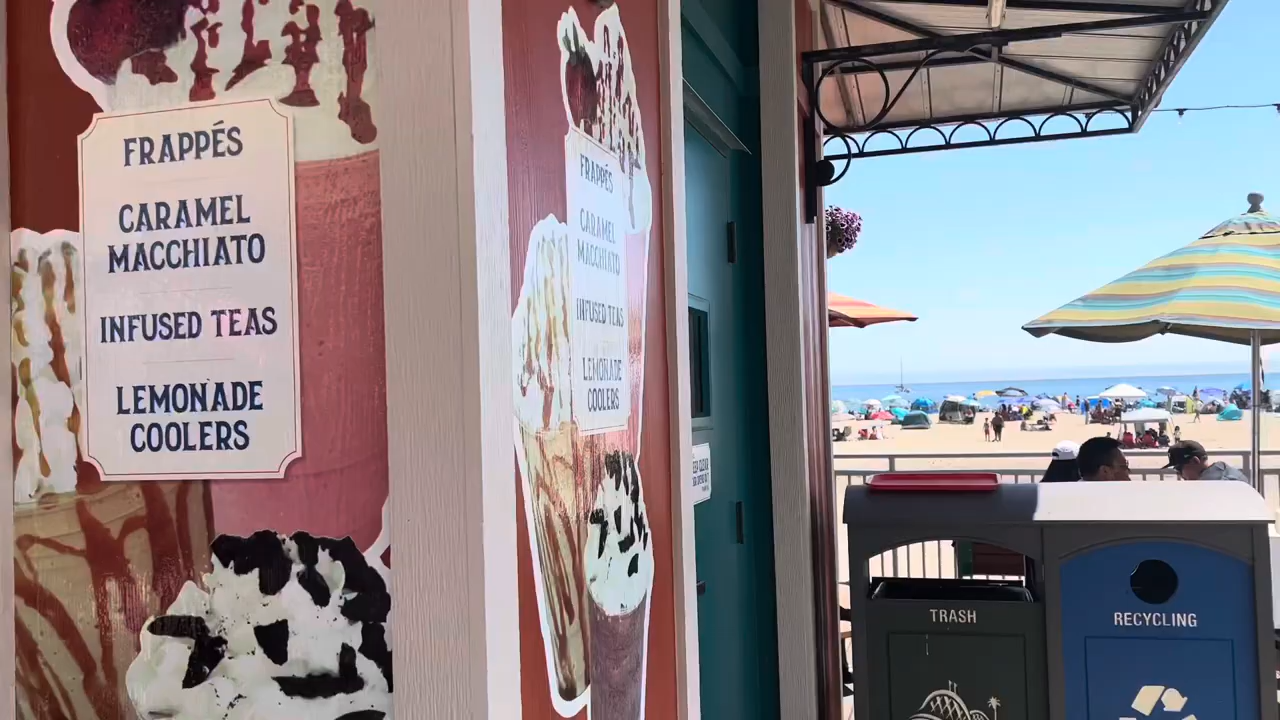 FRAPPÉS
CARAMEL
MACCHIATO
INFUSED TEAS
LEMONADE
COOLERS
FRAPPÉS
CARAMEL
MACCHIATO
INFUSED TEAS
LEMONADE
COOLERS
TRASH
RECYCLING